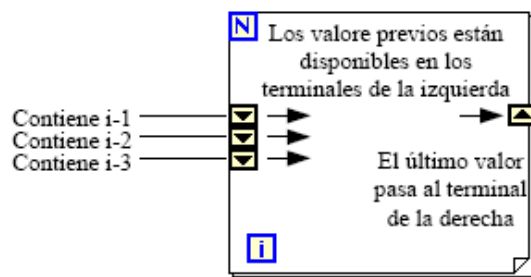 N
Los valore previos están
disponibles en los
terminales de la izquierda
Contiene i-1
Contiene i-2
Contiene i-3
El último valor
pasa al terminal
de la derecha
i